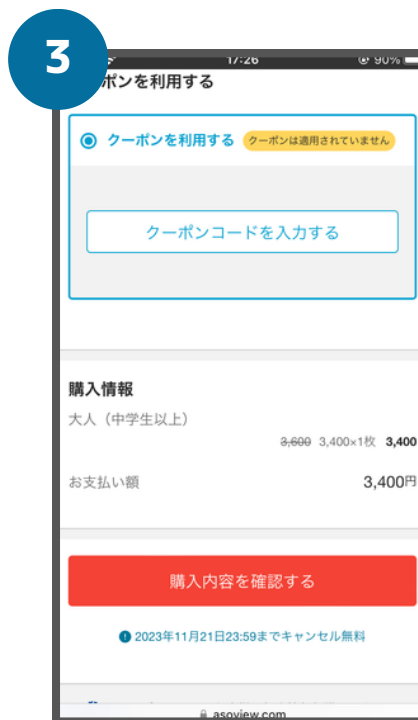 3
17:26
90%
ポンを利用する
クーポンを利用する クーポンは適用されていません
クーポンコードを入力する
購入情報
大人（中学生以上）
3,600 3,400×1枚 3,400
お支払い額 3,400円
購入内容を確認する
2023年11月21日23:59までキャンセル無料
asoview.com